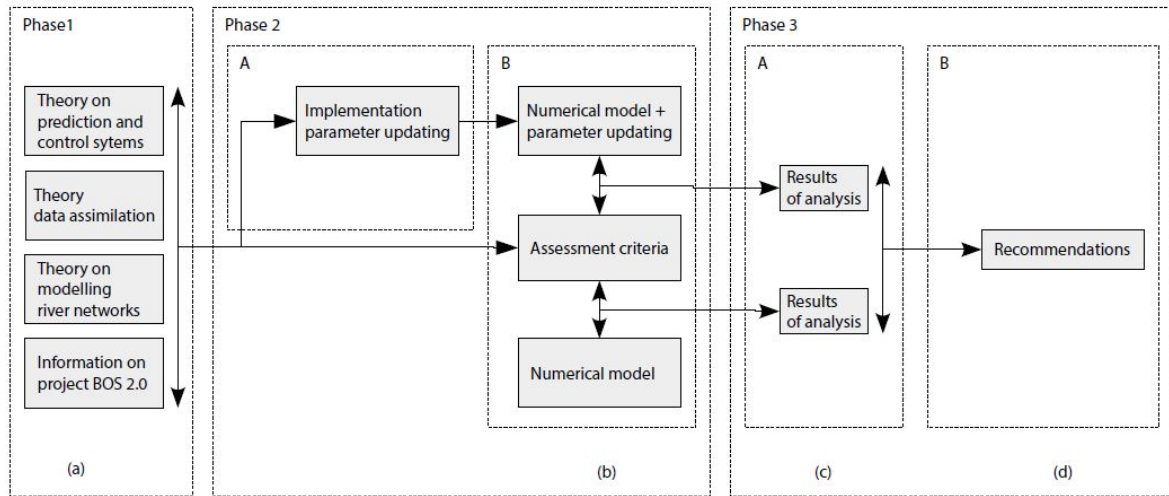 Phase1
Theory on
prediction and
control sytems
Theory
data assimilation
Theory on
modelling
river networks
Information on
project BOS 2.0
(a)
Phase 2
A
Implementation
parameter updating
B
Numerical model +
parameter updating
Assessment criteria
Numerical model
(b)
Phase 3
A
Results
of analysis
Results
of analysis
(c)
B
Recommendations
(d)